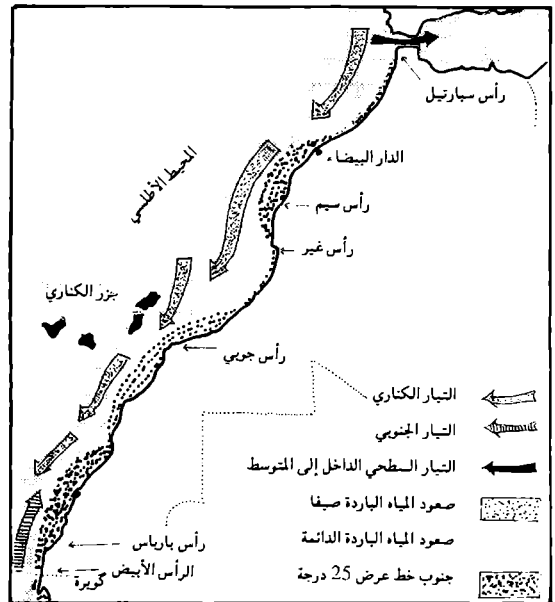 رأس سبارتيل
الدار البيضاء
المحيط الأطلسي
رأس سيم
رأس غير
جزر الكناري
رأس جوبي
التيار الكناري
التيار الجنوبي
التيار السطحي الداخل إلى المتوسط
صعود المياه الباردة صيفا
صعود المياه الباردة الدائمة
جنوب خط عرض 25 درجة
رأس بارباس
الرأس الأبيض
كويرة